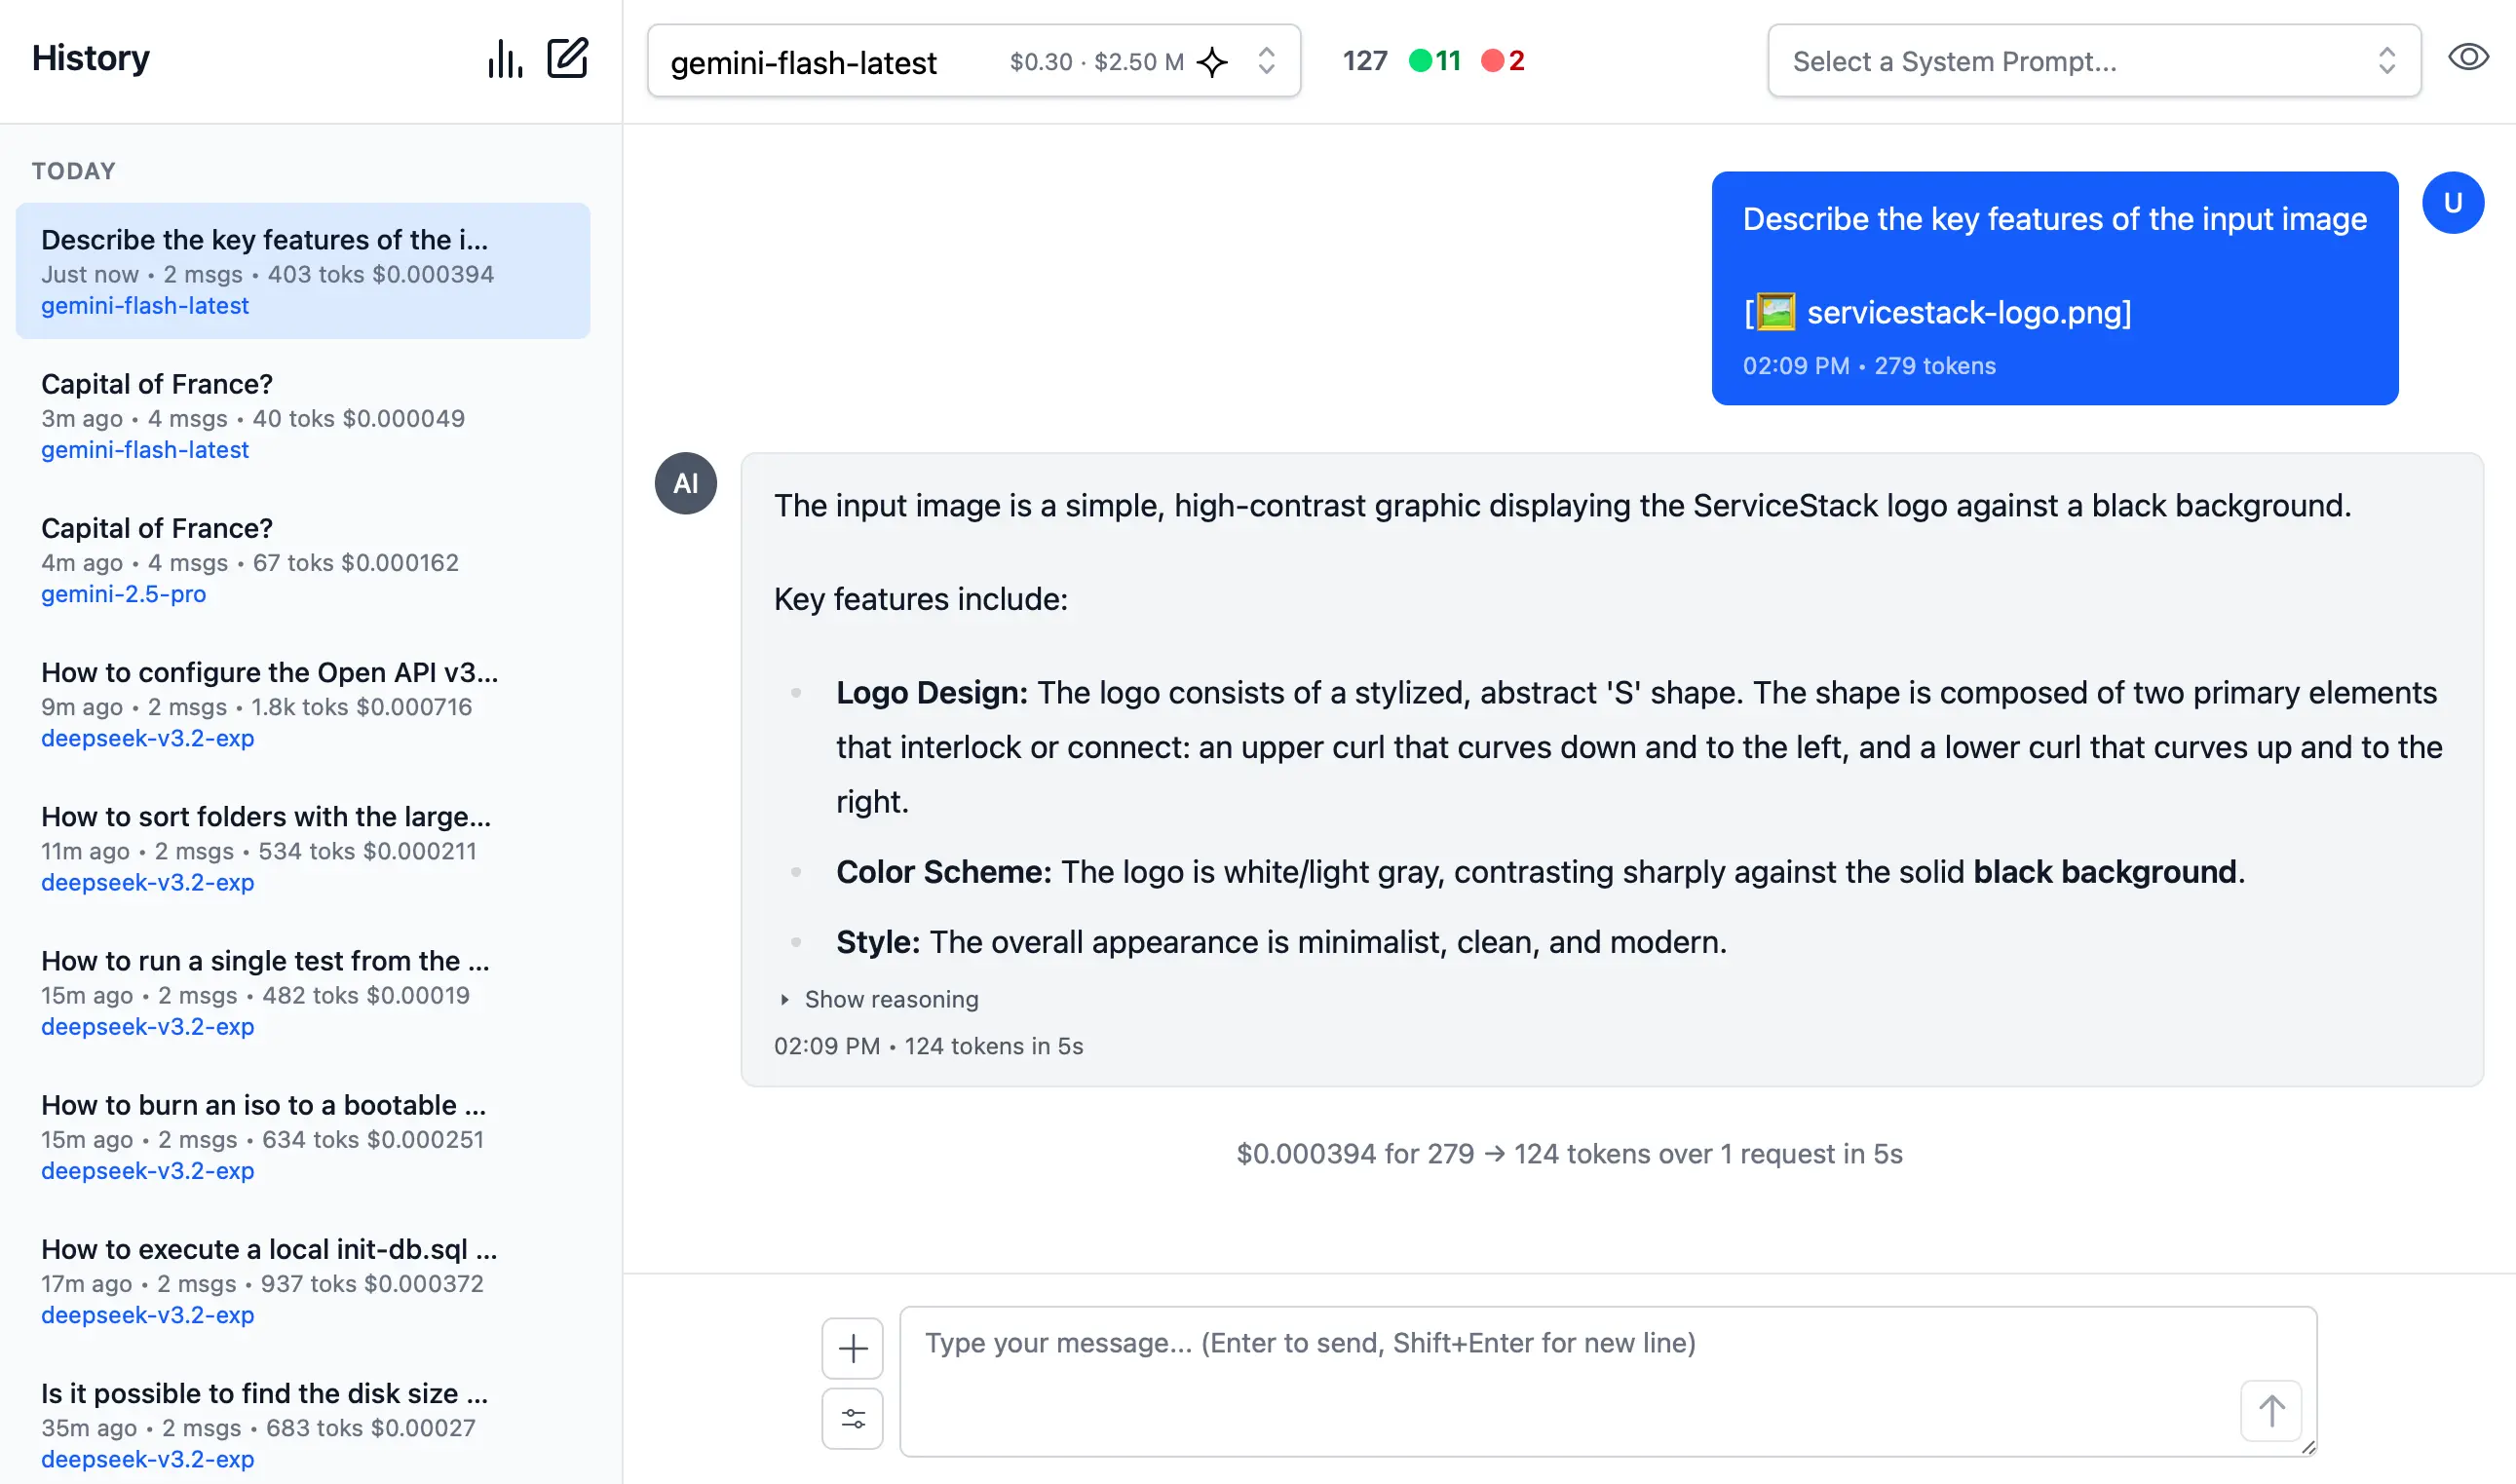 History
gemini-flash-latest $0.30 · $2.50 M
127 11 2
Select a System Prompt...
TODAY
Describe the key features of the i...
Just now • 2 msgs • 403 toks $0.000394
gemini-flash-latest
Capital of France?
3m ago • 4 msgs • 40 toks $0.000049
gemini-flash-latest
Capital of France?
4m ago • 4 msgs • 67 toks $0.000162
gemini-2.5-pro
How to configure the Open API v3...
9m ago • 2 msgs • 1.8k toks $0.000716
deepseek-v3.2-exp
How to sort folders with the large...
11m ago • 2 msgs • 534 toks $0.000211
deepseek-v3.2-exp
How to run a single test from the ...
15m ago • 2 msgs • 482 toks $0.00019
deepseek-v3.2-exp
How to burn an iso to a bootable ...
15m ago • 2 msgs • 634 toks $0.000251
deepseek-v3.2-exp
How to execute a local init-db.sql ...
17m ago • 2 msgs • 937 toks $0.000372
deepseek-v3.2-exp
Is it possible to find the disk size ...
35m ago • 2 msgs • 683 toks $0.00027
deepseek-v3.2-exp
Describe the key features of the input image
U
[🖼️ servicestack-logo.png]
02:09 PM • 279 tokens
AI
The input image is a simple, high-contrast graphic displaying the ServiceStack logo against a black background.
Key features include:
• Logo Design: The logo consists of a stylized, abstract 'S' shape. The shape is composed of two primary elements
that interlock or connect: an upper curl that curves down and to the left, and a lower curl that curves up and to the
right.
• Color Scheme: The logo is white/light gray, contrasting sharply against the solid black background.
• Style: The overall appearance is minimalist, clean, and modern.
Show reasoning
02:09 PM • 124 tokens in 5s
$0.000394 for 279 → 124 tokens over 1 request in 5s
Type your message... (Enter to send, Shift+Enter for new line)